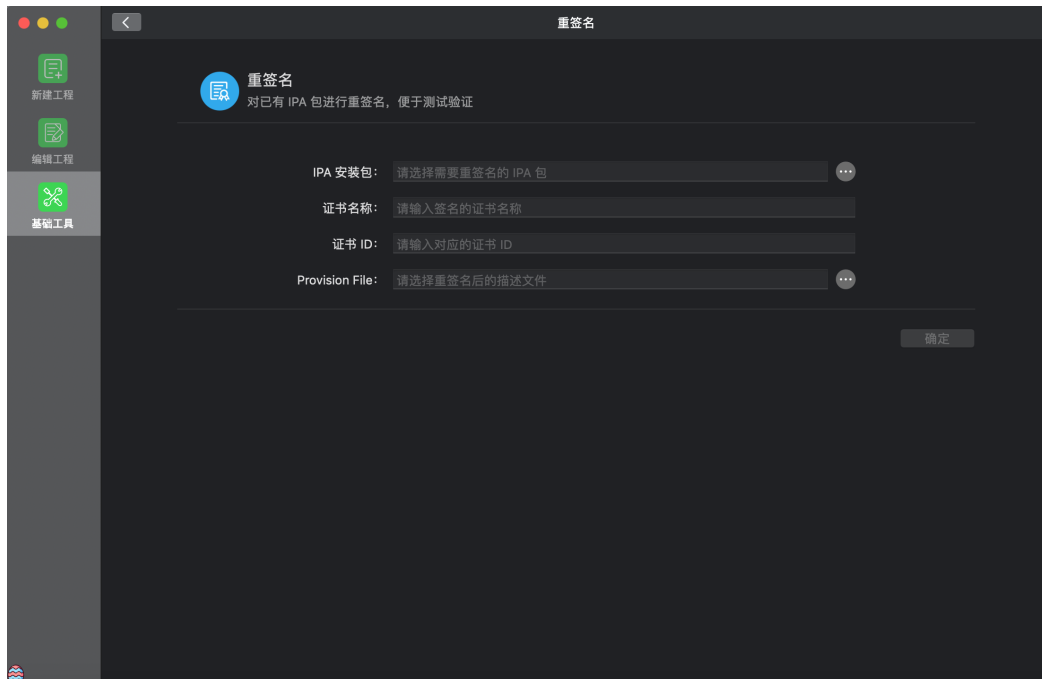 重签名
新建工程
编辑工程
基础工具
重签名
对已有 IPA 包进行重签名，便于测试验证
IPA 安装包： 请选择需要重签名的 IPA 包
证书名称： 请输入签名的证书名称
证书 ID： 请输入对应的证书 ID
Provision File： 请选择重签名后的描述文件
确定